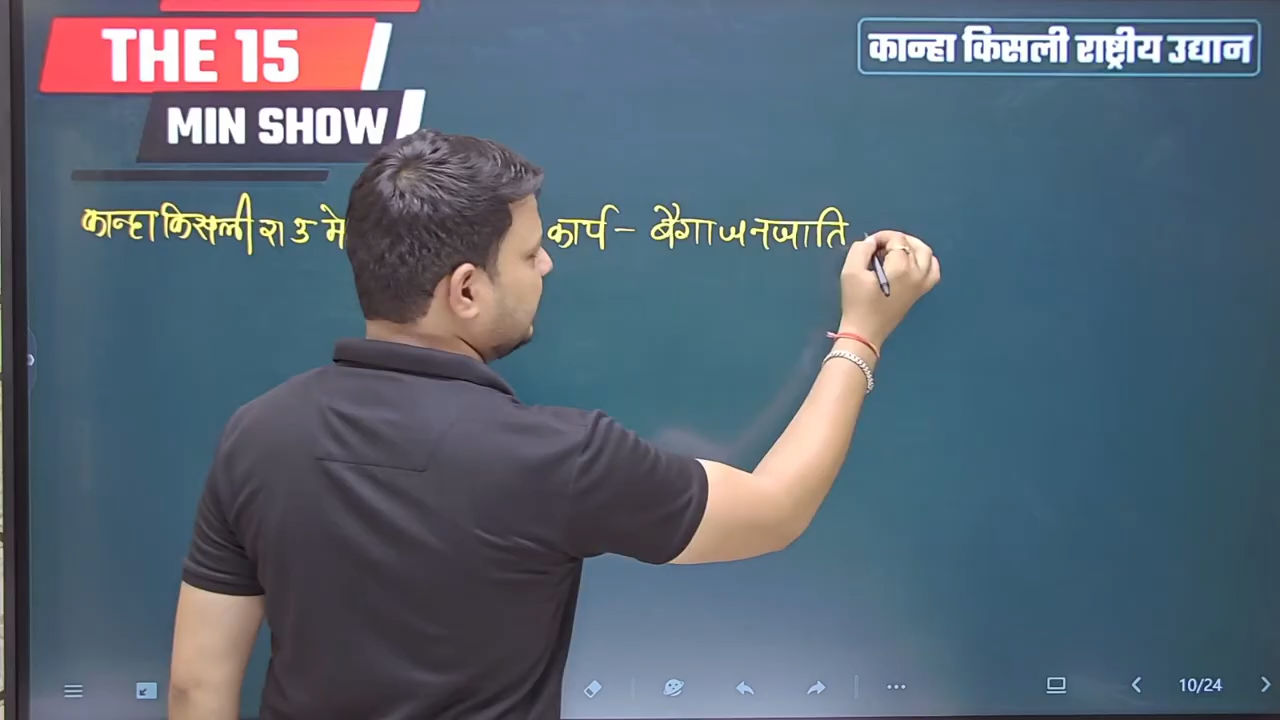 THE 15
MIN SHOW
कान्हा किसली राष्ट्रीय उद्यान
कान्हा किसली रा उ मे कार्य - बैगा जनजाति
10/24